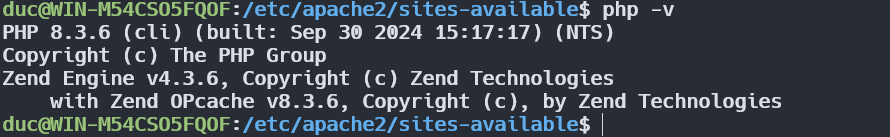 duc@WIN-M54CSO5FQOF:/etc/apache2/sites-available$ php -v
PHP 8.3.6 (cli) (built: Sep 30 2024 15:17:17) (NTS)
Copyright (c) The PHP Group
Zend Engine v4.3.6, Copyright (c) Zend Technologies
    with Zend OPcache v8.3.6, Copyright (c), by Zend Technologies
duc@WIN-M54CSO5FQOF:/etc/apache2/sites-available$